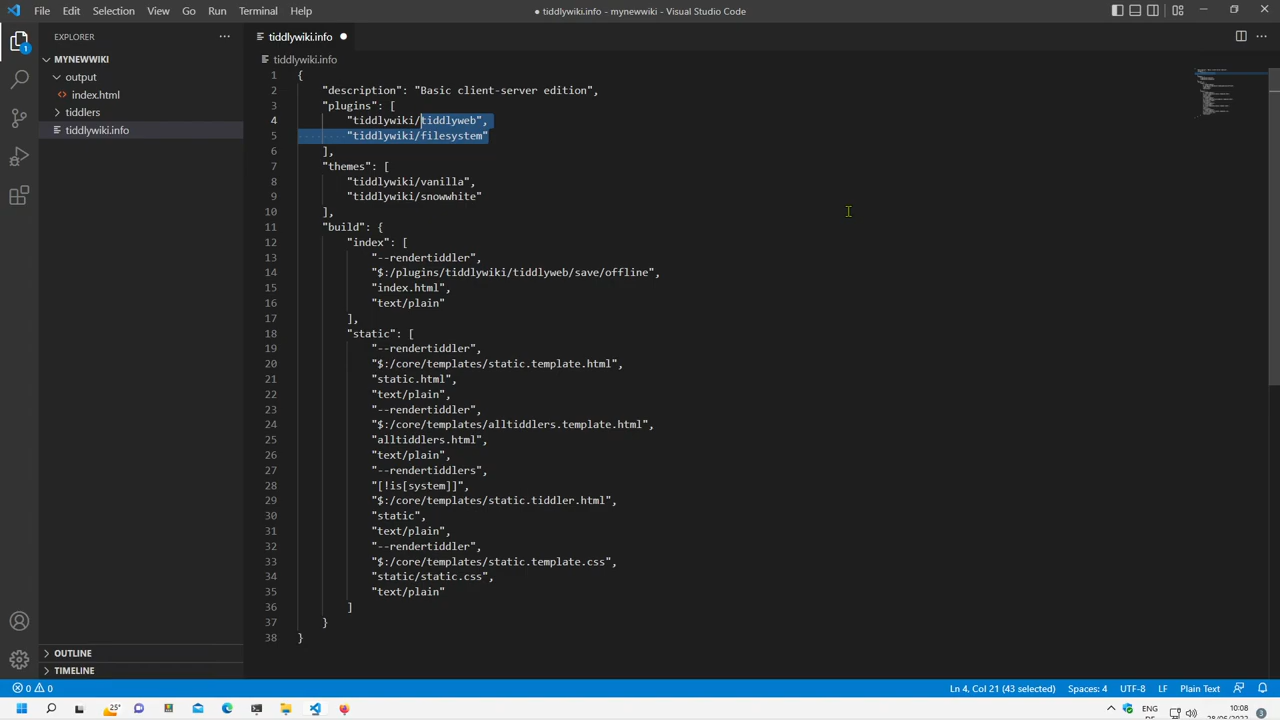 File Edit Selection View Go Run Terminal Help
● tiddlywiki.info - mynewwiki - Visual Studio Code
EXPLORER
MYNEWWIKI
output
index.html
tiddlers
tiddlywiki.info
OUTLINE
TIMELINE
1
tiddlywiki.info
tiddlywiki.info
1 {
2 "description": "Basic client-server edition",
3 "plugins": [
4 "tiddlywiki/tiddlyweb",
5 "tiddlywiki/filesystem"
6 ],
7 "themes": [
8 "tiddlywiki/vanilla",
9 "tiddlywiki/snowwhite"
10 ],
11 "build": {
12 "index": [
13 "--rendertiddler",
14 "$:/plugins/tiddlywiki/tiddlyweb/save/offline",
15 "index.html",
16 "text/plain"
17 ],
18 "static": [
19 "--rendertiddler",
20 "$:/core/templates/static.template.html",
21 "static.html",
22 "text/plain",
23 "--rendertiddler",
24 "$:/core/templates/alltiddlers.template.html",
25 "alltiddlers.html",
26 "text/plain",
27 "--rendertiddlers",
28 "[!is[system]]",
29 "$:/core/templates/static.tiddler.html",
30 "static",
31 "text/plain",
32 "--rendertiddler",
33 "$:/core/templates/static.template.css",
34 "static/static.css",
35 "text/plain"
36 ]
37 }
38 }
0 0 Ln 4, Col 21 (43 selected) Spaces: 4 UTF-8 LF Plain Text
25° ENG 10:08
28/06/2022 3